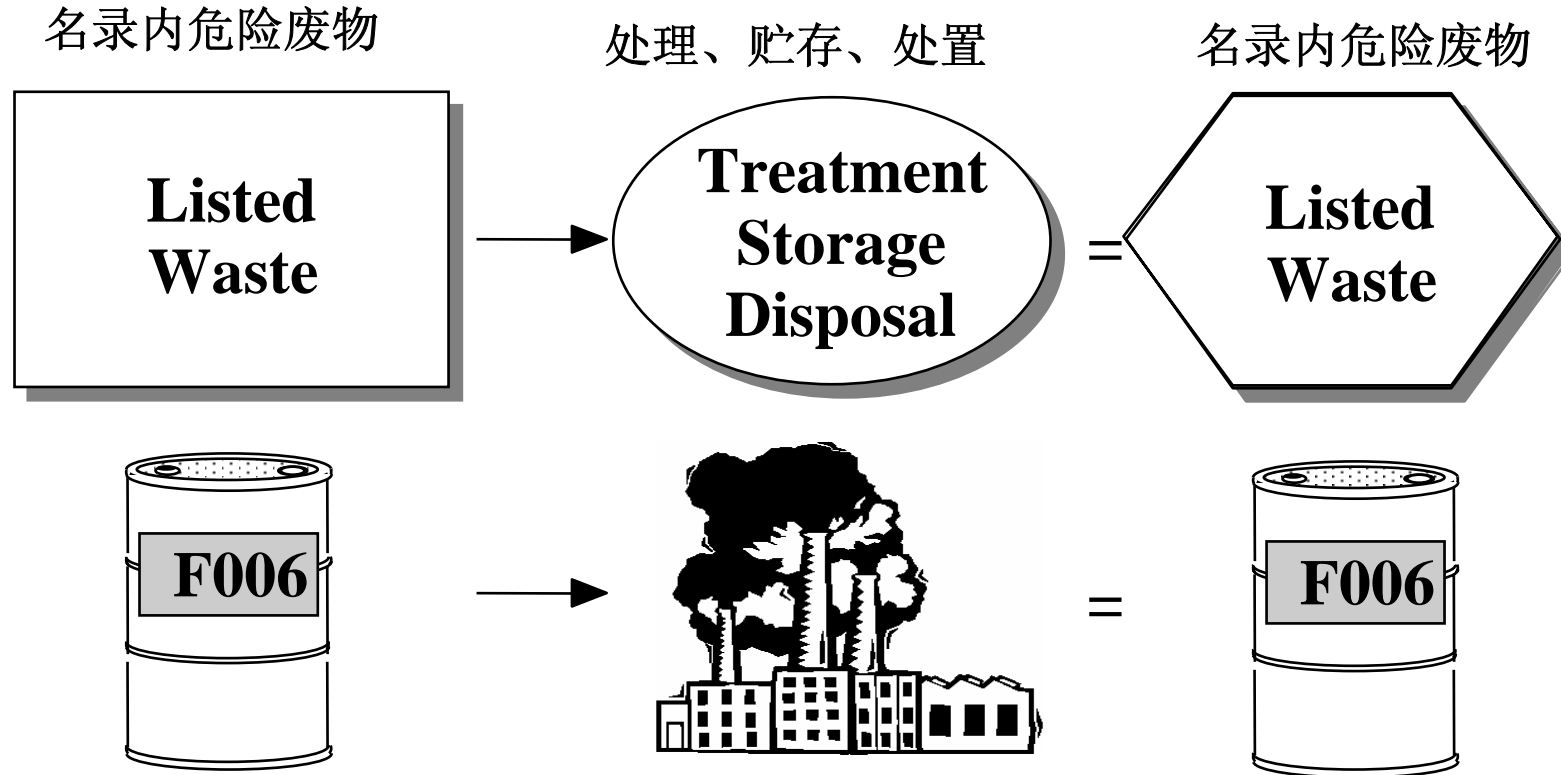 名录内危险废物
处理、贮存、处置
名录内危险废物
Listed
Waste
Treatment
Storage
Disposal
=
Listed
Waste
F006
=
F006